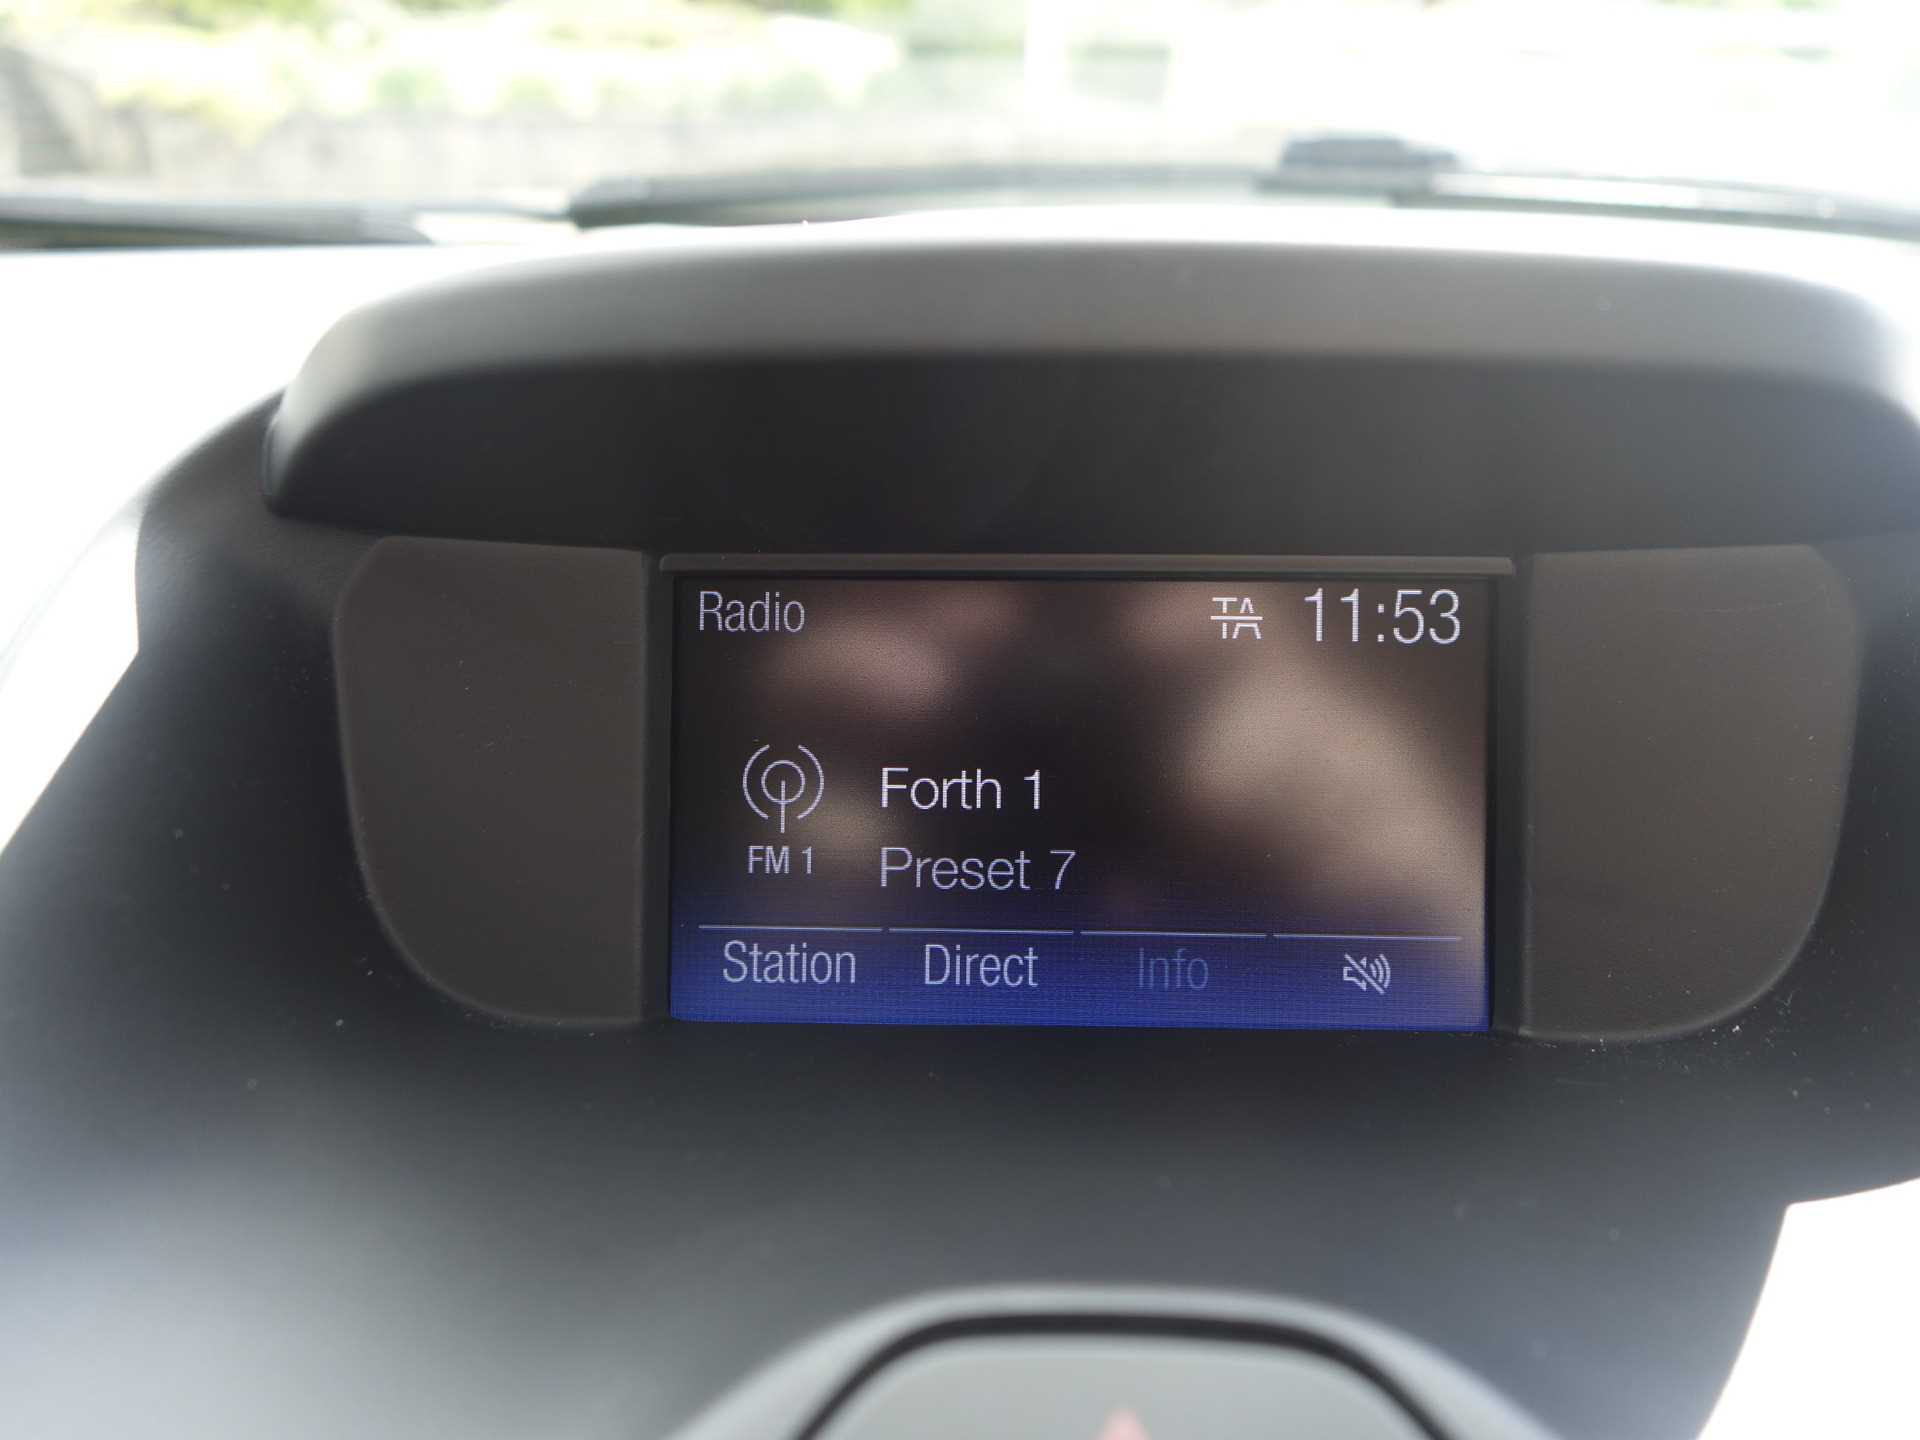 Radio TA 11:53
Forth 1
FM 1 Preset 7
Station Direct Info